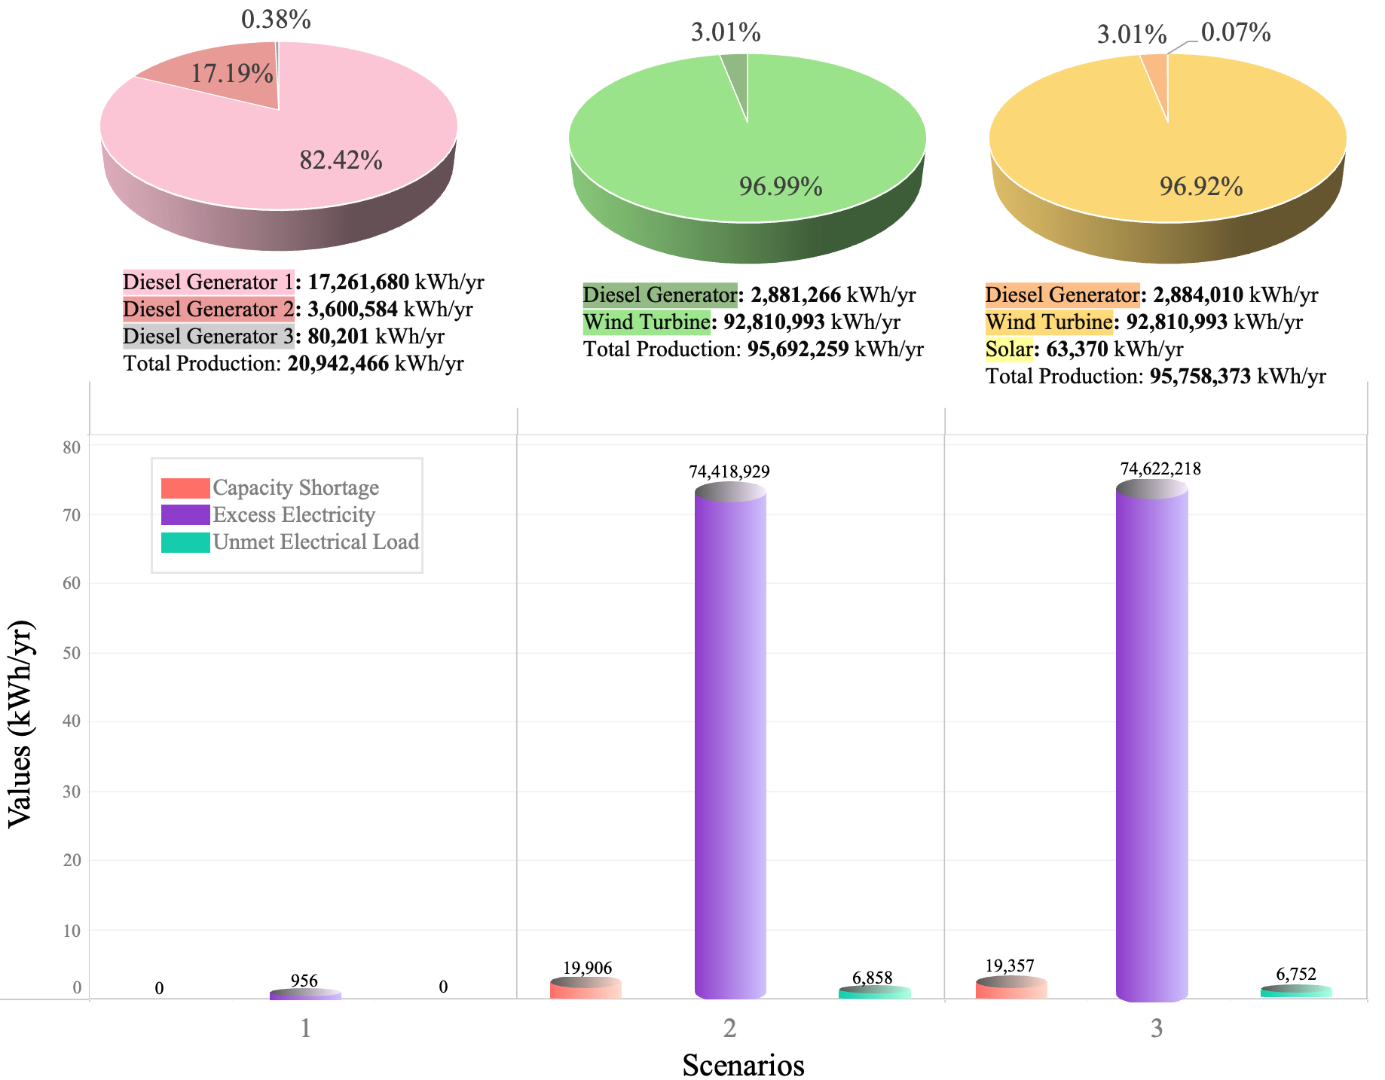 0.38%
17.19%
82.42%
Diesel Generator 1: 17,261,680 kWh/yr
Diesel Generator 2: 3,600,584 kWh/yr
Diesel Generator 3: 80,201 kWh/yr
Total Production: 20,942,466 kWh/yr
3.01%
96.99%
Diesel Generator: 2,881,266 kWh/yr
Wind Turbine: 92,810,993 kWh/yr
Total Production: 95,692,259 kWh/yr
3.01%
0.07%
96.92%
Diesel Generator: 2,884,010 kWh/yr
Wind Turbine: 92,810,993 kWh/yr
Solar: 63,370 kWh/yr
Total Production: 95,758,373 kWh/yr
Values (kWh/yr)
80
70
60
50
40
30
20
10
0
Capacity Shortage
Excess Electricity
Unmet Electrical Load
0
956
0
19,906
74,418,929
6,858
19,357
74,622,218
6,752
1
2
3
Scenarios